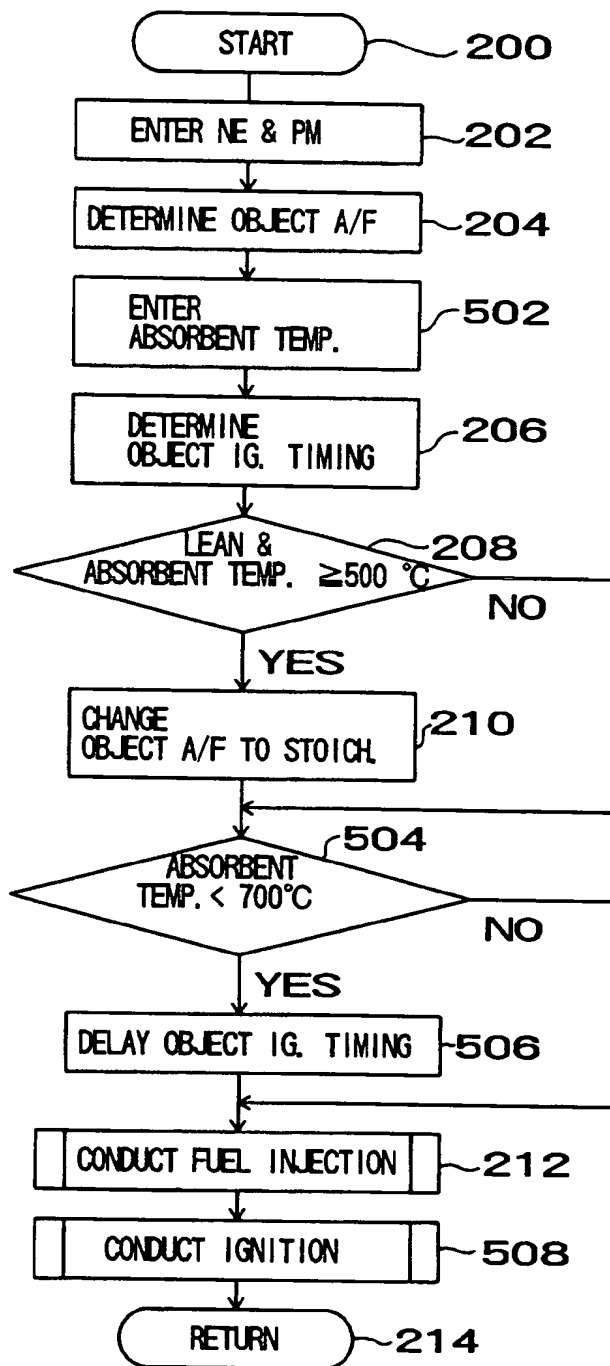 START
200
ENTER NE & PM
202
DETERMINE OBJECT A/F
204
ENTER
ABSORBENT TEMP.
502
DETERMINE
OBJECT IG. TIMING
206
LEAN &
ABSORBENT TEMP. ≧500 °C
208
NO
YES
CHANGE
OBJECT A/F TO STOICH.
210
ABSORBENT
TEMP. < 700°C
504
NO
YES
DELAY OBJECT IG. TIMING
506
CONDUCT FUEL INJECTION
212
CONDUCT IGNITION
508
RETURN
214